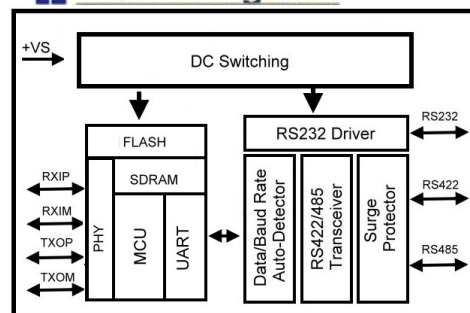 +VS
DC Switching
FLASH
RS232 Driver
RS232
SDRAM
RXIP
RXIM
TXOP
TXOM
PHY
MCU
UART
Data/Baud Rate
Auto-Detector
RS422/485
Transceiver
Surge
Protector
RS422
RS485